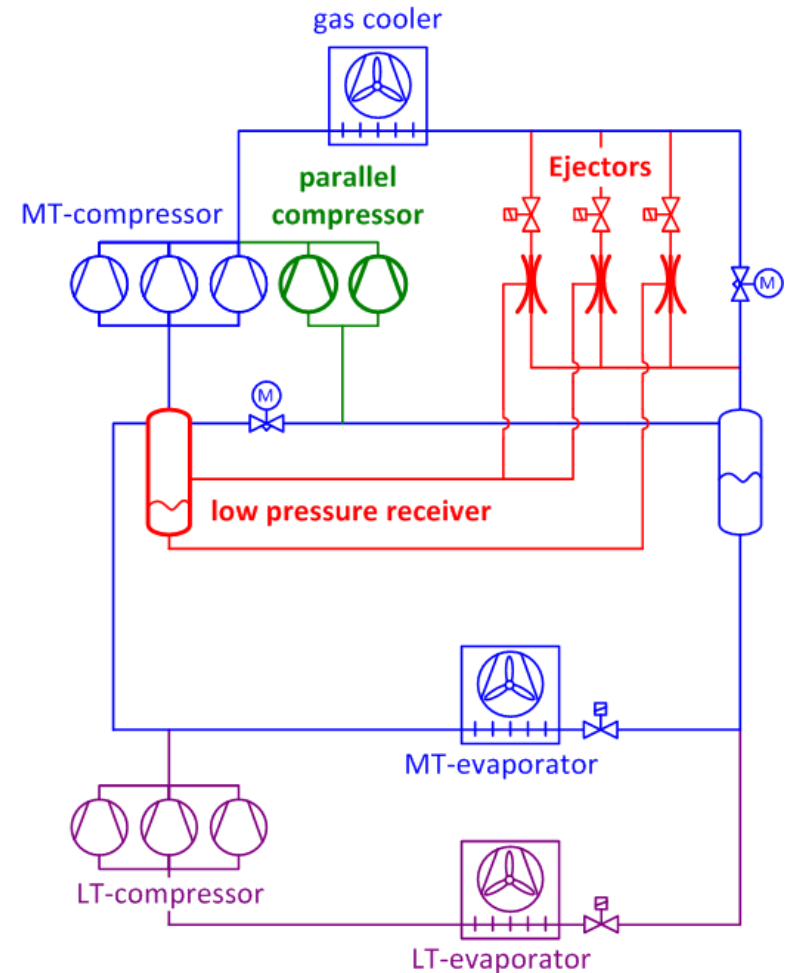 gas cooler
Ejectors
parallel
compressor
MT-compressor
M
M
low pressure receiver
MT-evaporator
LT-compressor
LT-evaporator